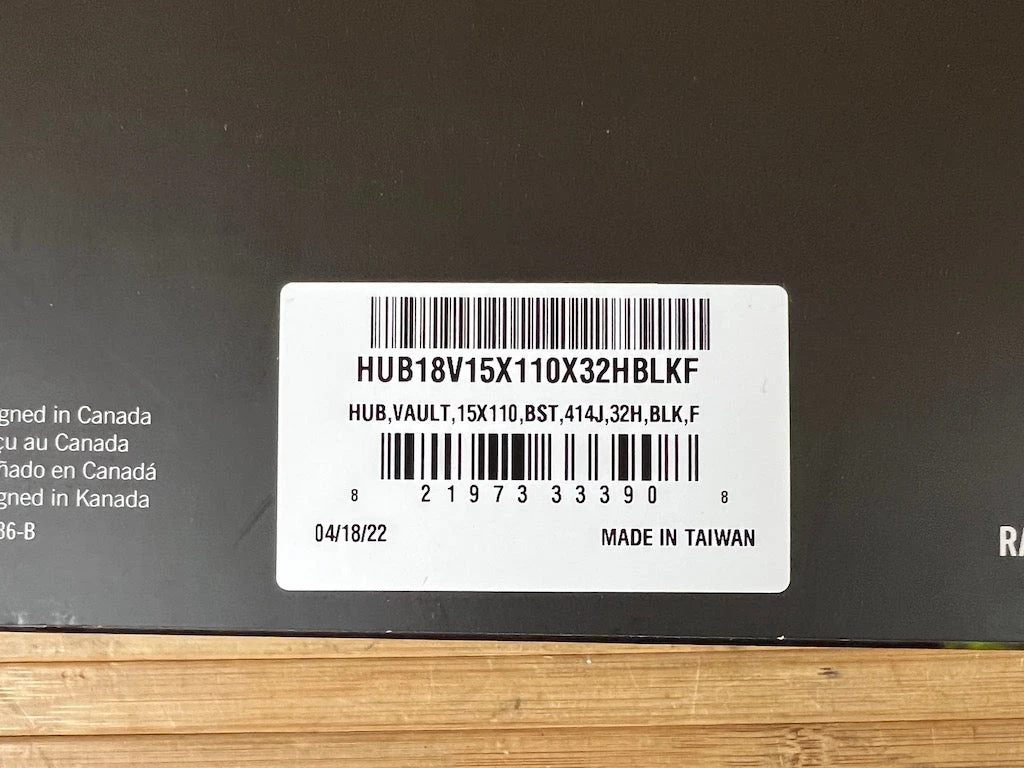 HUB18V15X110X32HBLKF
HUB,VAULT,15X110,BST,414J,32H,BLK,F
8 21973 33390 8
04/18/22 MADE IN TAIWAN
gned in Canada
çu au Canada
ñado en Canadá
gned in Kanada
36-B
RA